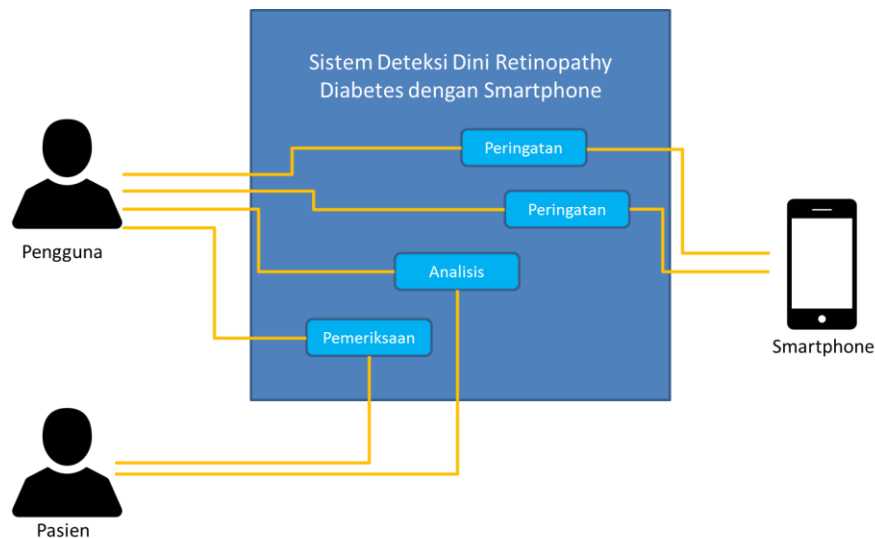 Sistem Deteksi Dini Retinopathy
Diabetes dengan Smartphone
Peringatan
Peringatan
Pengguna
Analisis
Pemeriksaan
Smartphone
Pasien